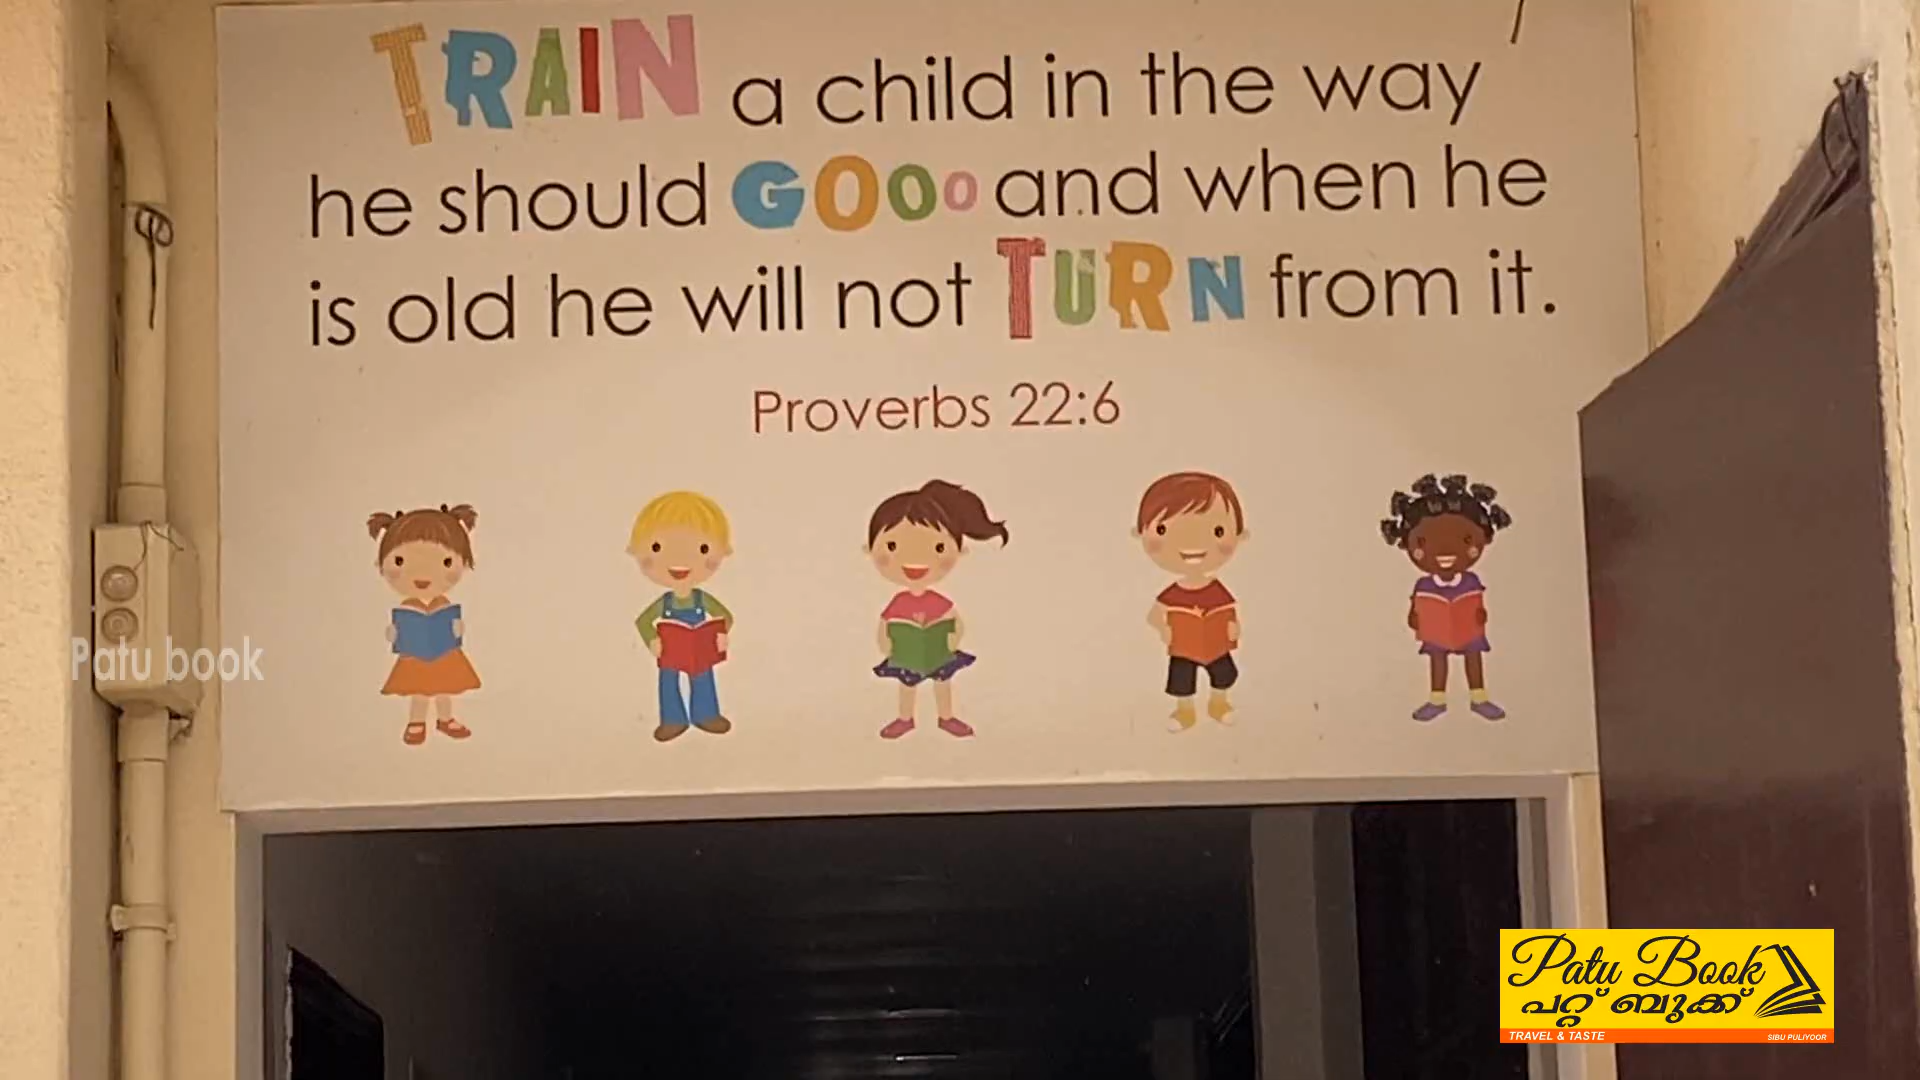 TRAIN a child in the way
he should GOOO and when he
is old he will not TURN from it.
Proverbs 22:6
Patu book
Patu Book
പറ്റ് ബുക്ക്
TRAVEL & TASTE
SIBU PULIYOOR